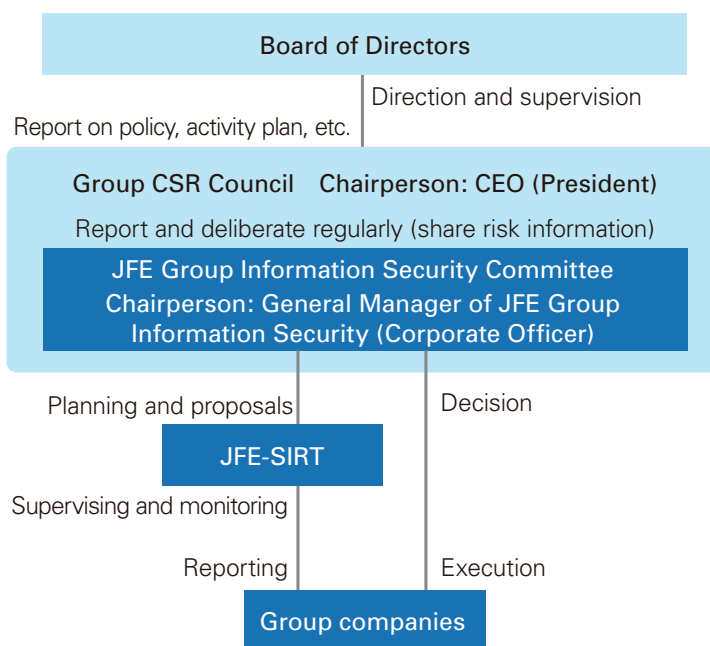 Board of Directors
Direction and supervision
Report on policy, activity plan, etc.
Group CSR Council Chairperson: CEO (President)
Report and deliberate regularly (share risk information)
JFE Group Information Security Committee
Chairperson: General Manager of JFE Group
Information Security (Corporate Officer)
Planning and proposals
Decision
JFE-SIRT
Supervising and monitoring
Reporting
Execution
Group companies